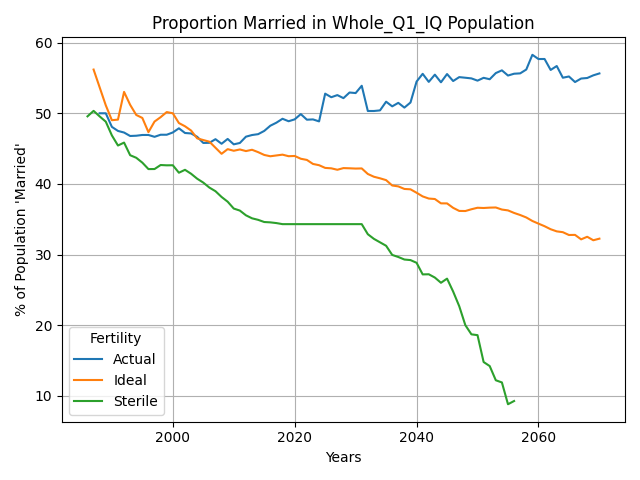 Proportion Married in Whole_Q1_IQ Population
% of Population 'Married'
60
50
40
30
20
10
Fertility
Actual
Ideal
Sterile
2000
2020
2040
2060
Years